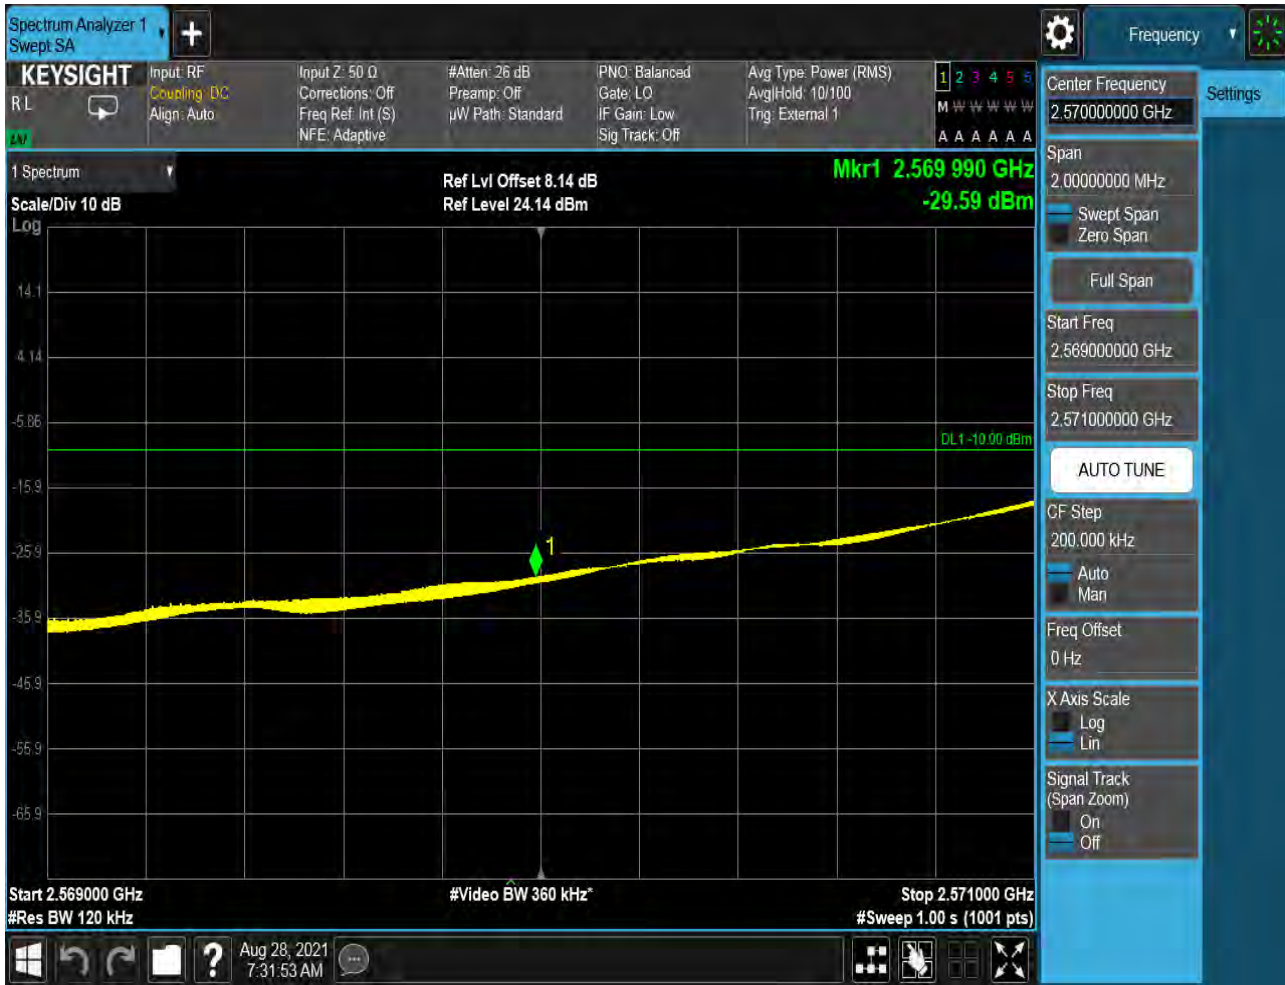 Spectrum Analyzer 1
Swept SA
Frequency
KEYSIGHT
R L
Input: RF
Coupling: DC
Align: Auto
Input Z: 50 Ω
Corrections: Off
Freq Ref: Int (S)
NFE: Adaptive
#Atten: 26 dB
Preamp: Off
µW Path: Standard
PNO: Balanced
Gate: LO
IF Gain: Low
Sig Track: Off
Avg Type: Power (RMS)
Avg|Hold: 10/100
Trig: External 1
1 2 3 4 5 6
M W W W W W
A A A A A A
1 Spectrum
Scale/Div 10 dB
Log
Ref Lvl Offset 8.14 dB
Ref Level 24.14 dBm
Mkr1 2.569 990 GHz
-29.59 dBm
14.1
4.14
-5.86
DL1 -10.00 dBm
-15.9
1
-25.9
-35.9
-45.9
-55.9
-65.9
Start 2.569000 GHz
#Res BW 120 kHz
#Video BW 360 kHz*
Stop 2.571000 GHz
#Sweep 1.00 s (1001 pts)
Center Frequency
2.570000000 GHz
Settings
Span
2.00000000 MHz
Swept Span
Zero Span
Full Span
Start Freq
2.569000000 GHz
Stop Freq
2.571000000 GHz
AUTO TUNE
CF Step
200.000 kHz
Auto
Man
Freq Offset
0 Hz
X Axis Scale
Log
Lin
Signal Track
(Span Zoom)
On
Off
?
Aug 28, 2021
7:31:53 AM